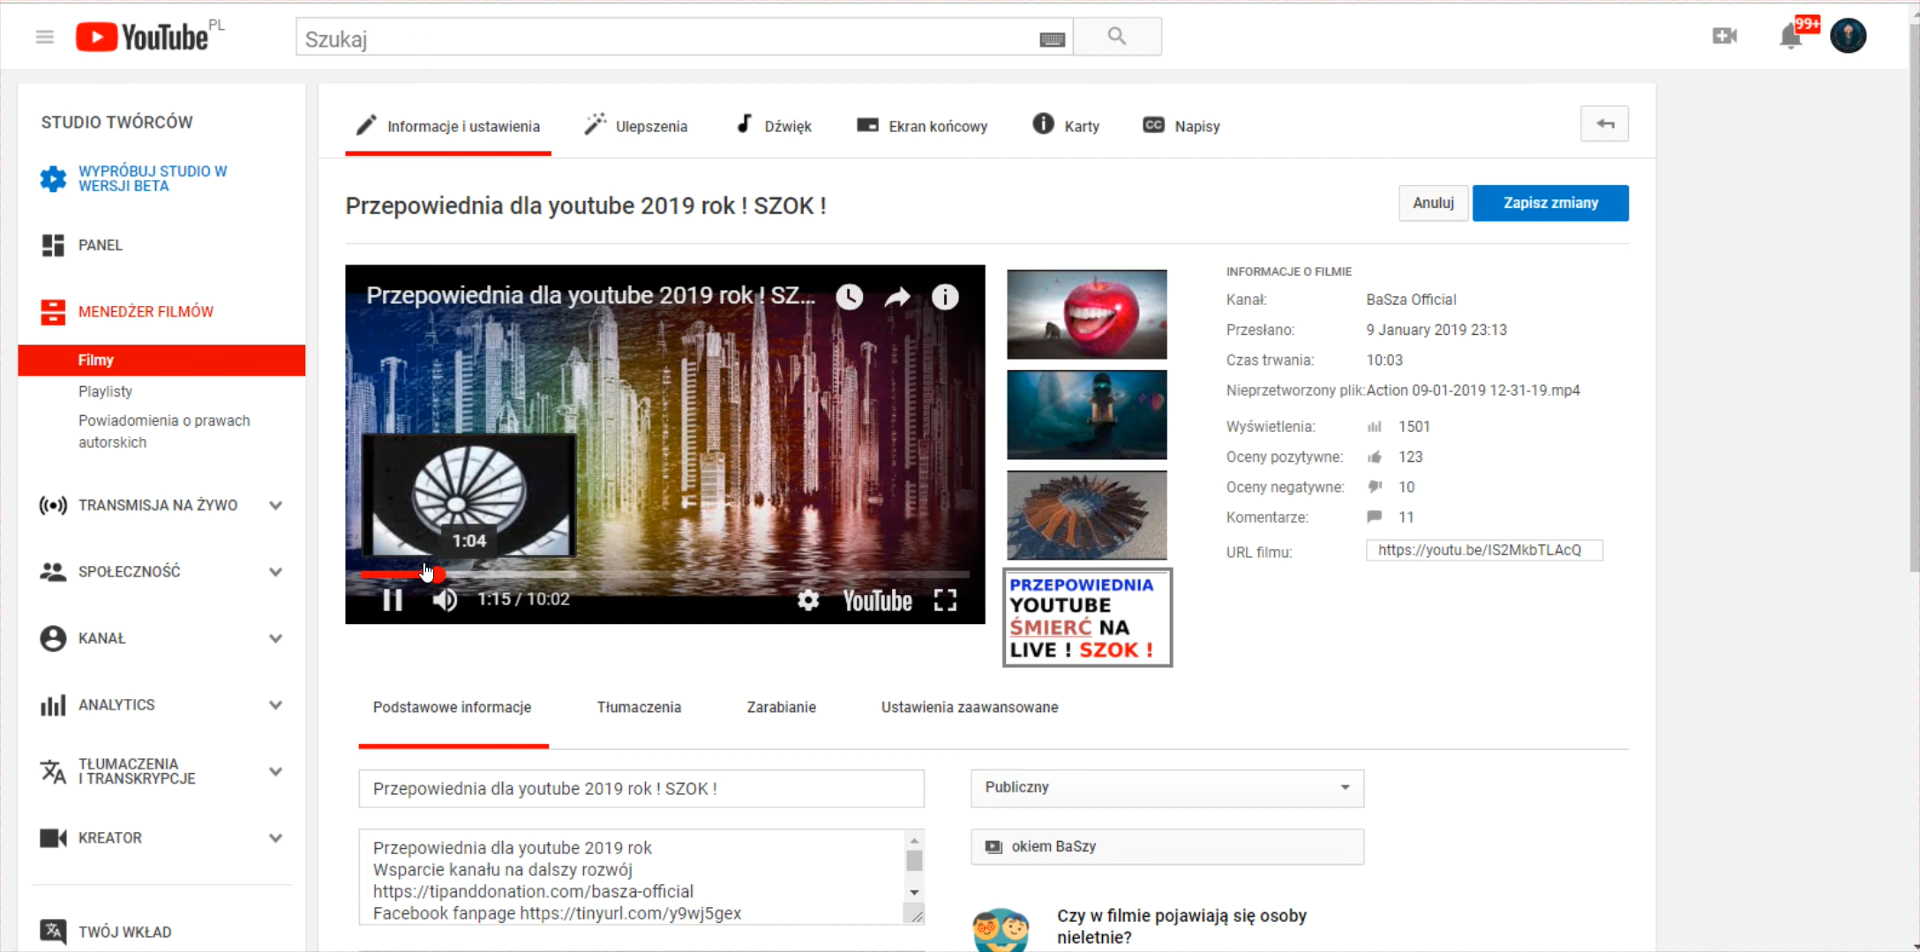 YouTube PL
Szukaj
99+
STUDIO TWÓRCÓW
WYPRÓBUJ STUDIO W
WERSJI BETA
PANEL
MENEDŻER FILMÓW
Filmy
Playlisty
Powiadomienia o prawach
autorskich
TRANSMISJA NA ŻYWO
SPOŁECZNOŚĆ
KANAŁ
ANALYTICS
TŁUMACZENIA
I TRANSKRYPCJE
KREATOR
TWÓJ WKŁAD
Informacje i ustawienia
Ulepszenia
Dźwięk
Ekran końcowy
Karty
CC Napisy
Przepowiednia dla youtube 2019 rok ! SZOK !
Anuluj
Zapisz zmiany
Przepowiednia dla youtube 2019 rok ! SZ...
1:04
1:15 / 10:02
YouTube
PRZEPOWIEDNIA
YOUTUBE
ŚMIERĆ NA
LIVE ! SZOK !
INFORMACJE O FILMIE
Kanał: BaSza Official
Przesłano: 9 January 2019 23:13
Czas trwania: 10:03
Nieprzetworzony plik:Action 09-01-2019 12-31-19.mp4
Wyświetlenia: 1501
Oceny pozytywne: 123
Oceny negatywne: 10
Komentarze: 11
URL filmu: https://youtu.be/IS2MkbTLAcQ
Podstawowe informacje
Tłumaczenia
Zarabianie
Ustawienia zaawansowane
Przepowiednia dla youtube 2019 rok ! SZOK !
Przepowiednia dla youtube 2019 rok
Wsparcie kanału na dalszy rozwój
https://tipanddonation.com/basza-official
Facebook fanpage https://tinyurl.com/y9wj5gex
Publiczny
okiem BaSzy
Czy w filmie pojawiają się osoby
nieletnie?